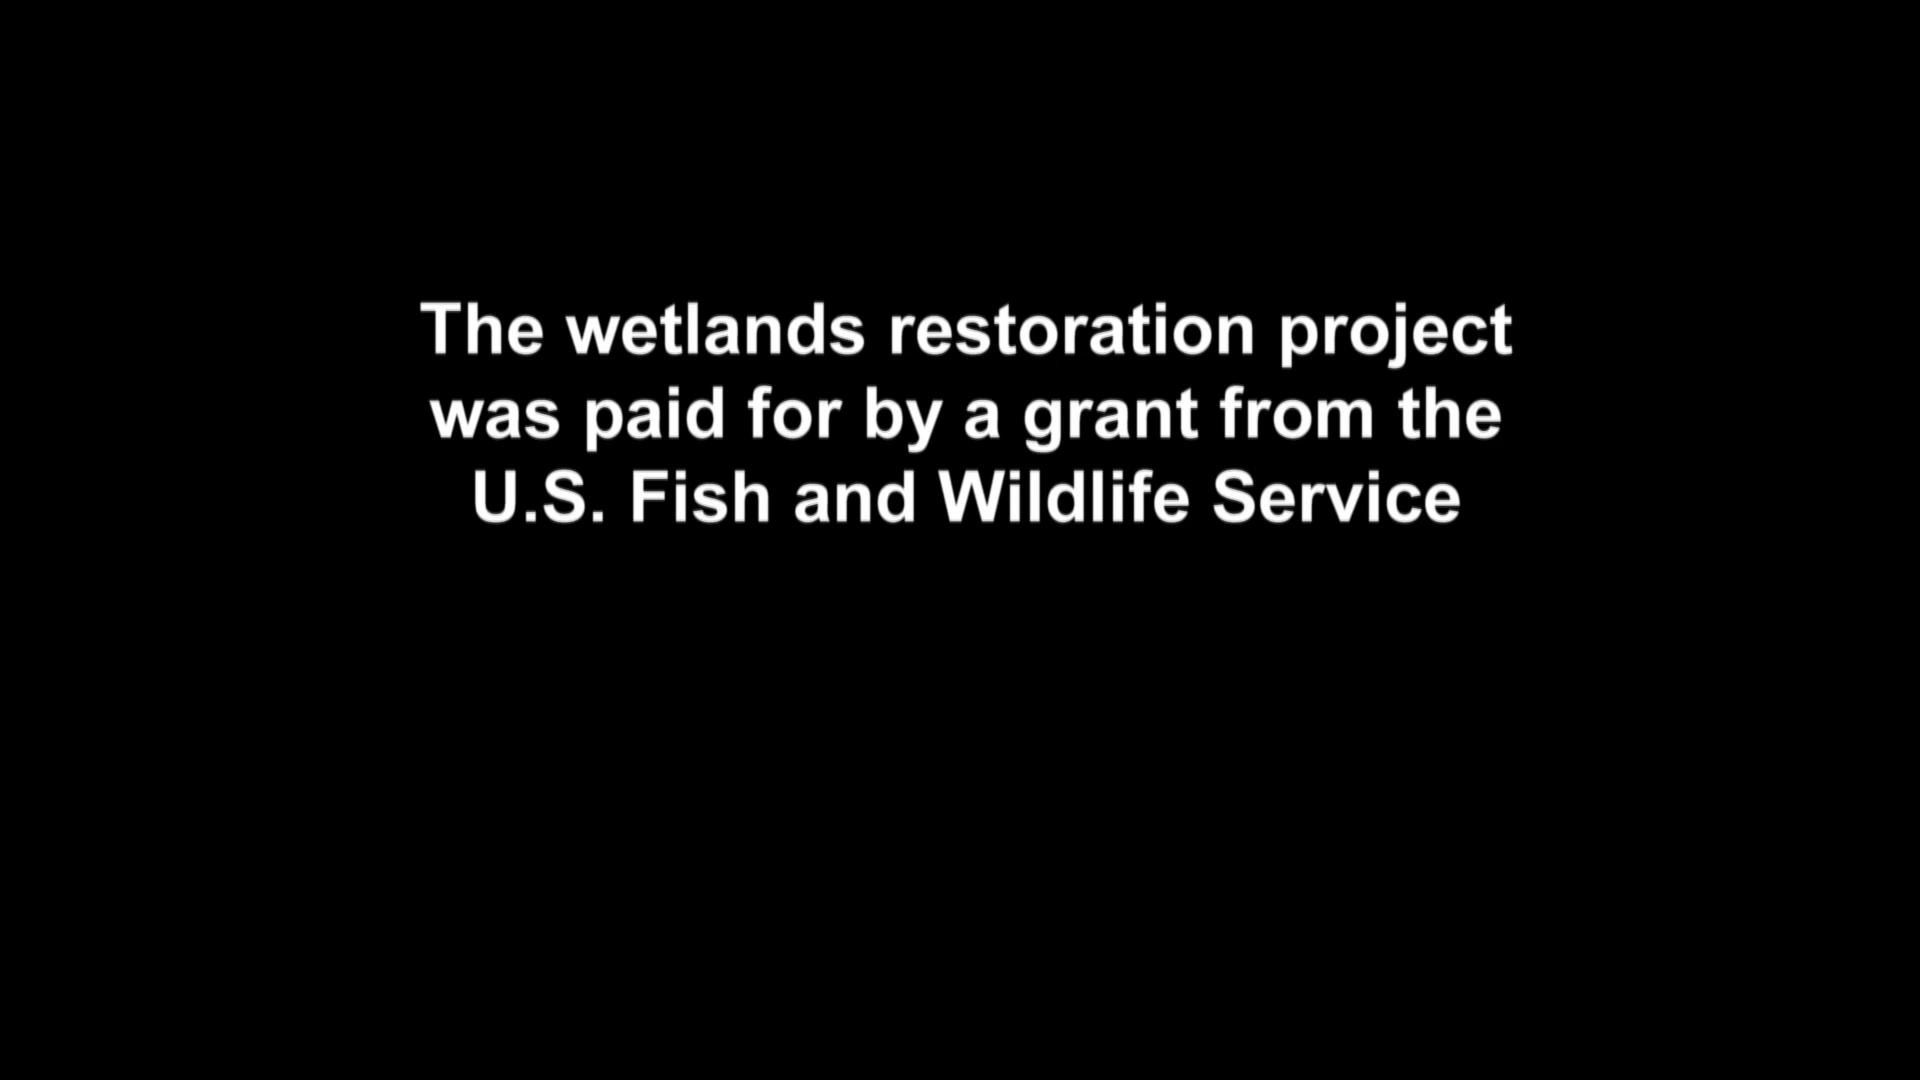 The wetlands restoration project
was paid for by a grant from the
U.S. Fish and Wildlife Service